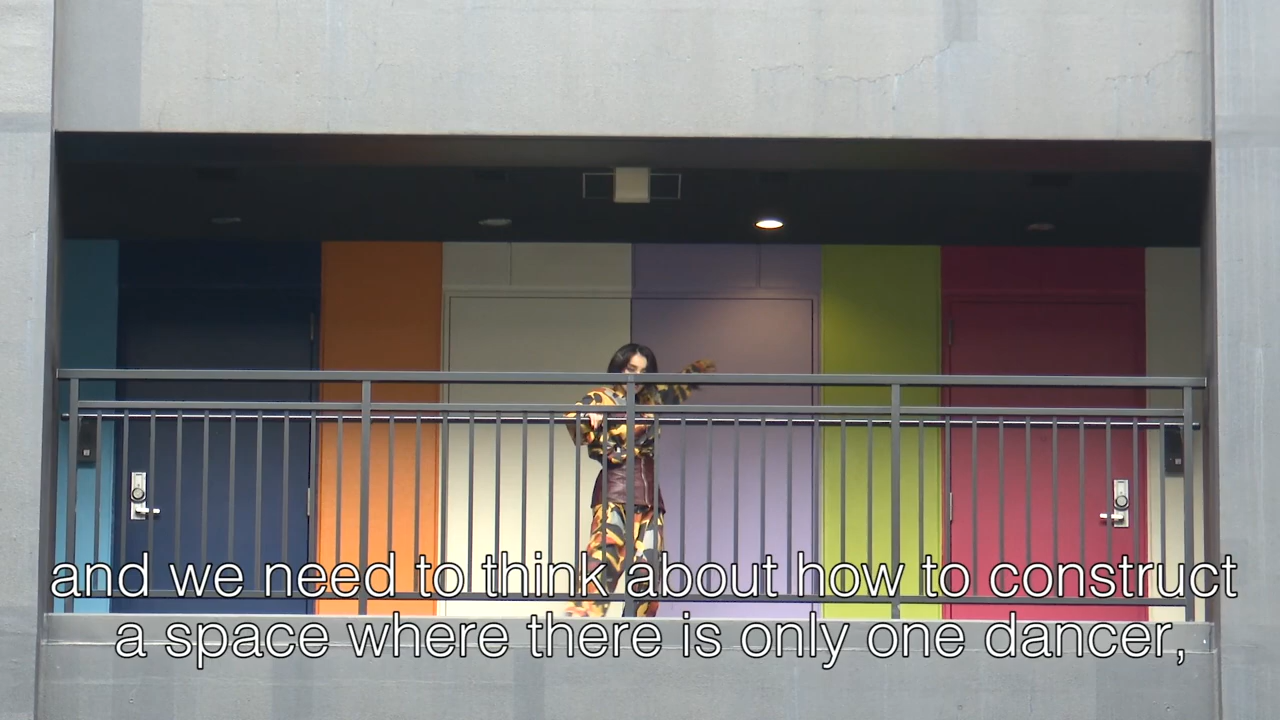 and we need to think about how to construct
a space where there is only one dancer,